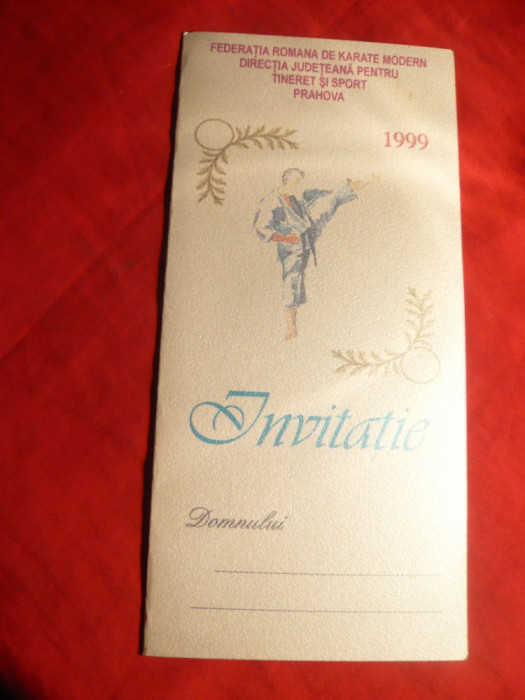 FEDERAȚIA ROMANA DE KARATE MODERN
DIRECȚIA JUDEȚEANĂ PENTRU
TINERET ȘI SPORT
PRAHOVA
1999
Invitație
Domnului